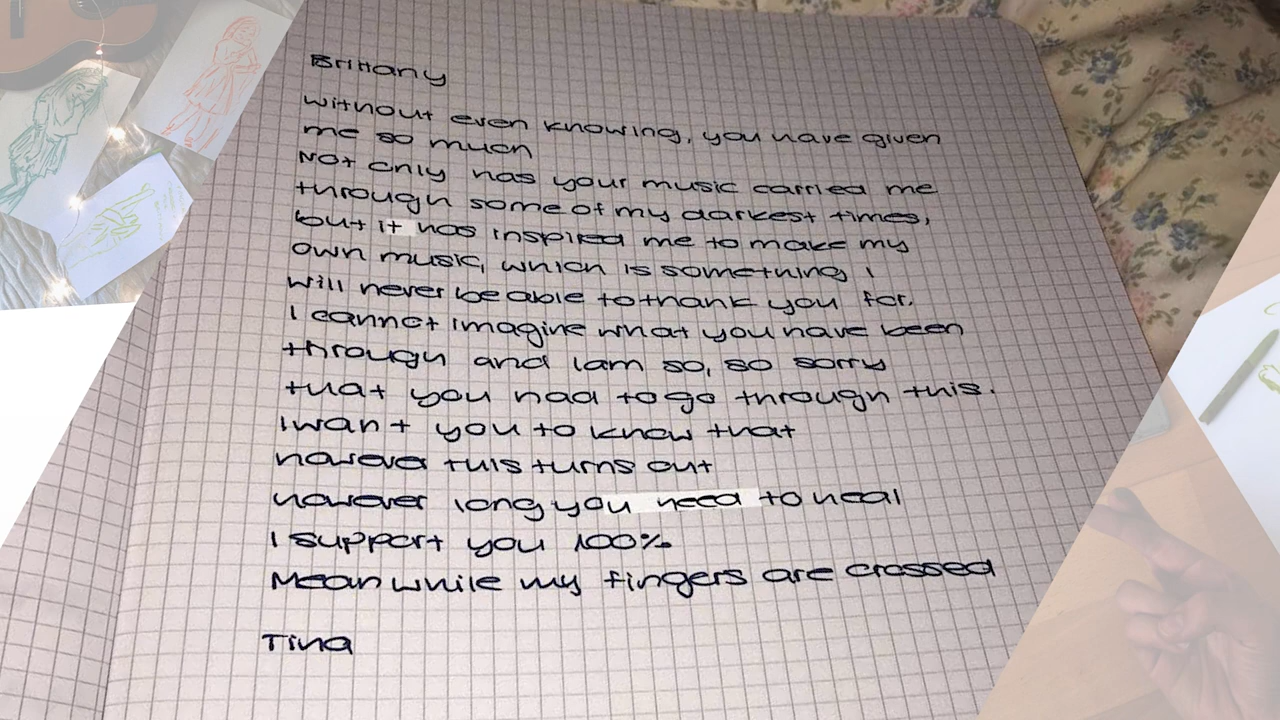 Brittany
without even knowing, you have given
me so much
Not only has your music carried me
through some of my darkest times,
but it has inspired me to make my
own music, which is something I
will never be able to thank you for.
I cannot imagine what you have been
through and I am so, so sorry
that you had to go through this.
I want you to know that
however this turns out
however long you need to heal
I support you 100%
Meanwhile my fingers are crossed
Tina